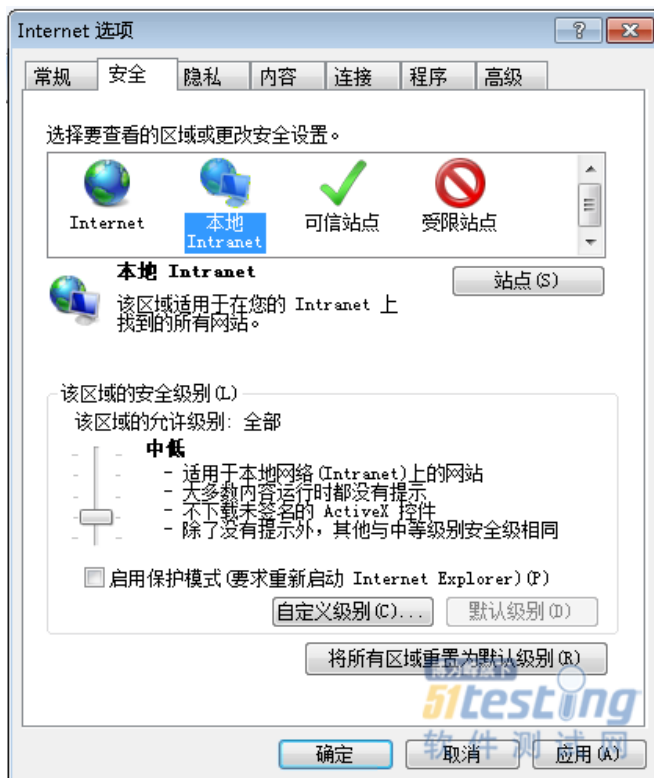 Internet 选项
常规 安全 隐私 内容 连接 程序 高级
选择要查看的区域或更改安全设置。
Internet 本地 Intranet 可信站点 受限站点
本地 Intranet
站点(S)
该区域适用于在您的 Intranet 上
找到的所有网站。
该区域的安全级别(L)
该区域的允许级别: 全部
中低
- 适用于本地网络(Intranet)上的网站
- 大多数内容运行时都没有提示
- 不下载未签名的 ActiveX 控件
- 除了没有提示外，其他与中等级别安全级相同
启用保护模式(要求重新启动 Internet Explorer)(P)
自定义级别(C)... 默认级别(D)
将所有区域重置为默认级别(R)
51testing
软件测试网
确定 取消 应用(A)